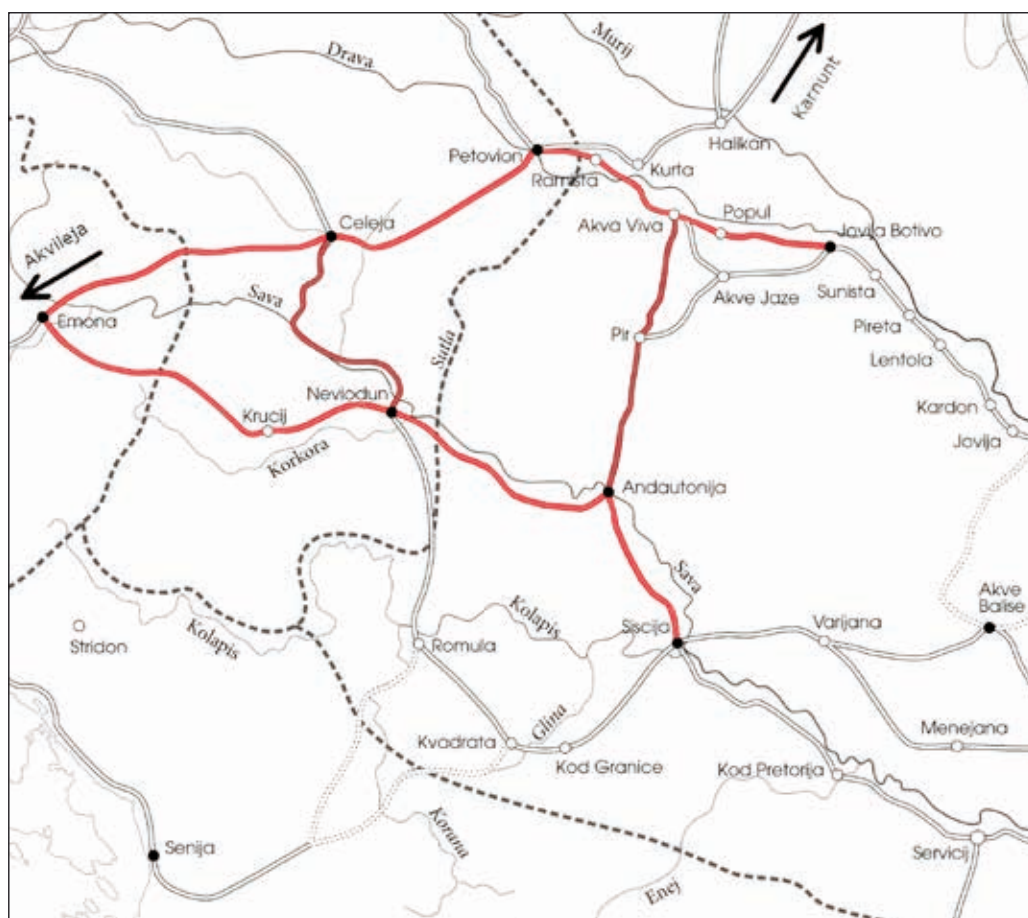 Murij
Drava
Karnunt
Halikan
Petovion
Ramista
Kurta
Celeja
Akva Viva
Popul
Jovija Botivo
Akvileja
Sava
Akve Jaze
Sunista
Emona
Sutla
Pir
Pireta
Lentola
Neviodun
Krucij
Kardon
Korkora
Jovija
Andautonija
Sava
Akve
Balise
Kolapis
Siscija
Varijana
Stridon
Kolapis
Romula
Glina
Menejana
Kvadrata
Kod Granice
Kod Pretorija
Korana
Senija
Servicij
Enej